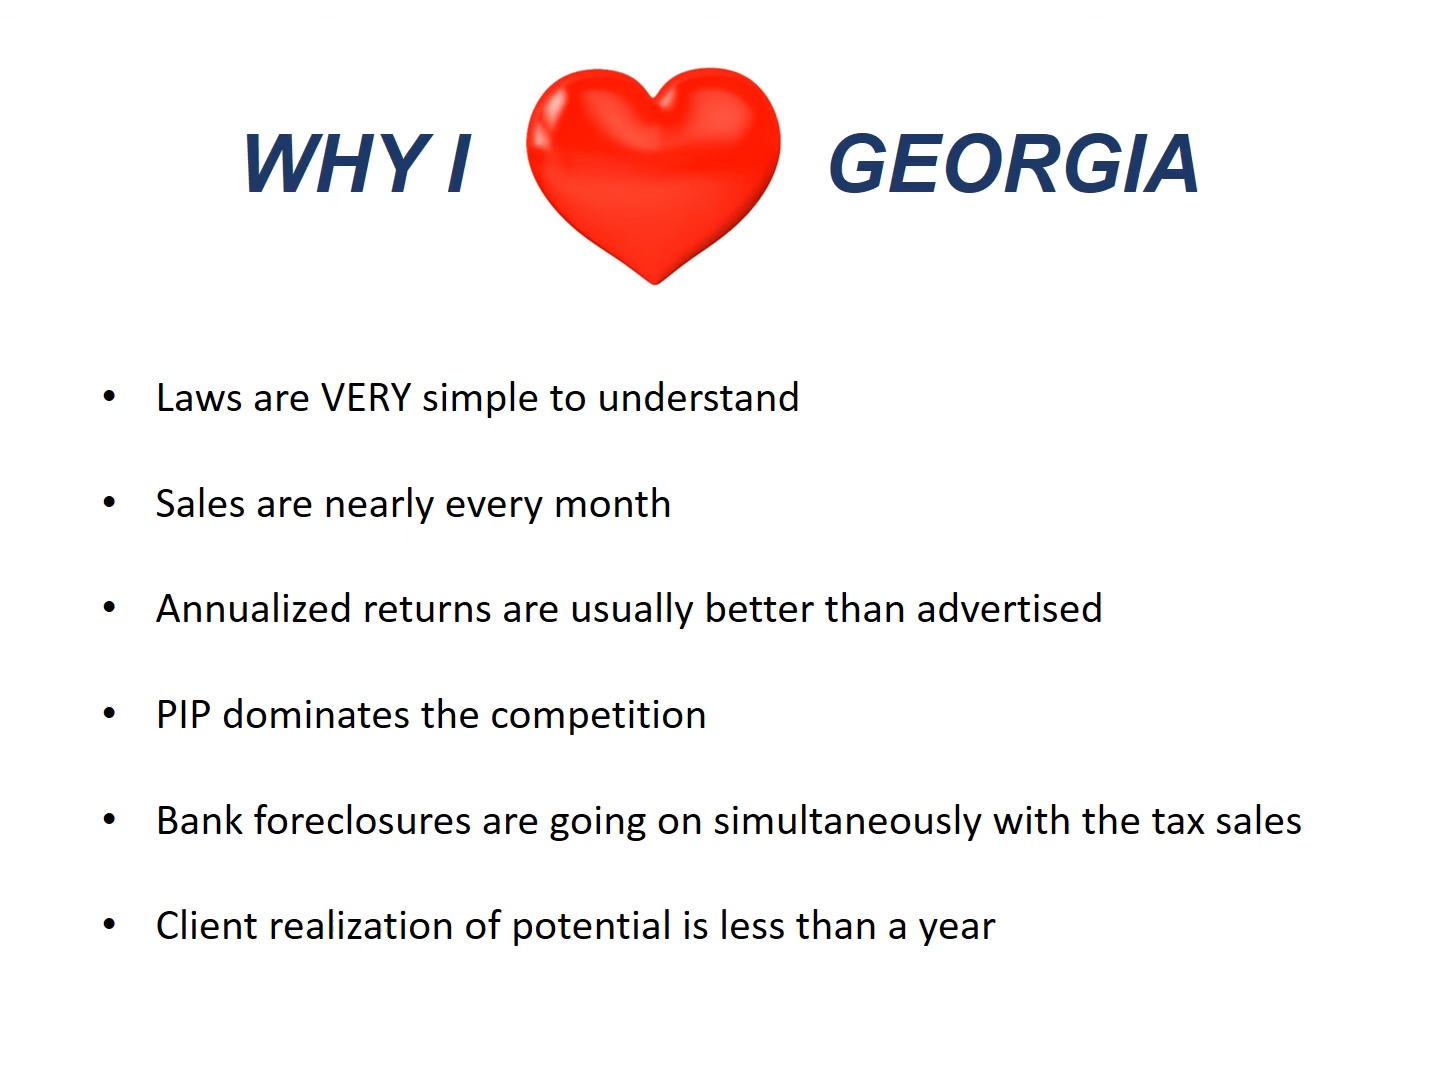 WHY I GEORGIA
• Laws are VERY simple to understand
• Sales are nearly every month
• Annualized returns are usually better than advertised
• PIP dominates the competition
• Bank foreclosures are going on simultaneously with the tax sales
• Client realization of potential is less than a year